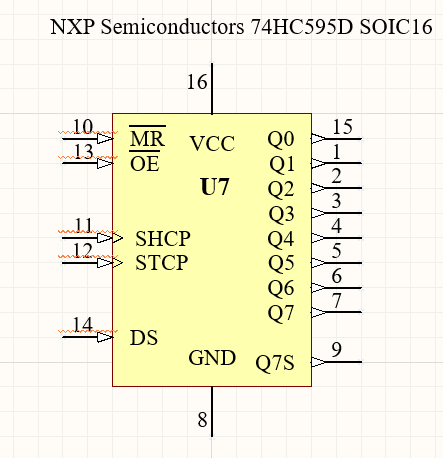 NXP Semiconductors 74HC595D SOIC16
16
10 MR VCC Q0 15
13 OE Q1 1
U7 Q2 2
Q3 3
11 SHCP Q4 4
12 STCP Q5 5
Q6 6
Q7 7
14 DS
GND Q7S 9
8